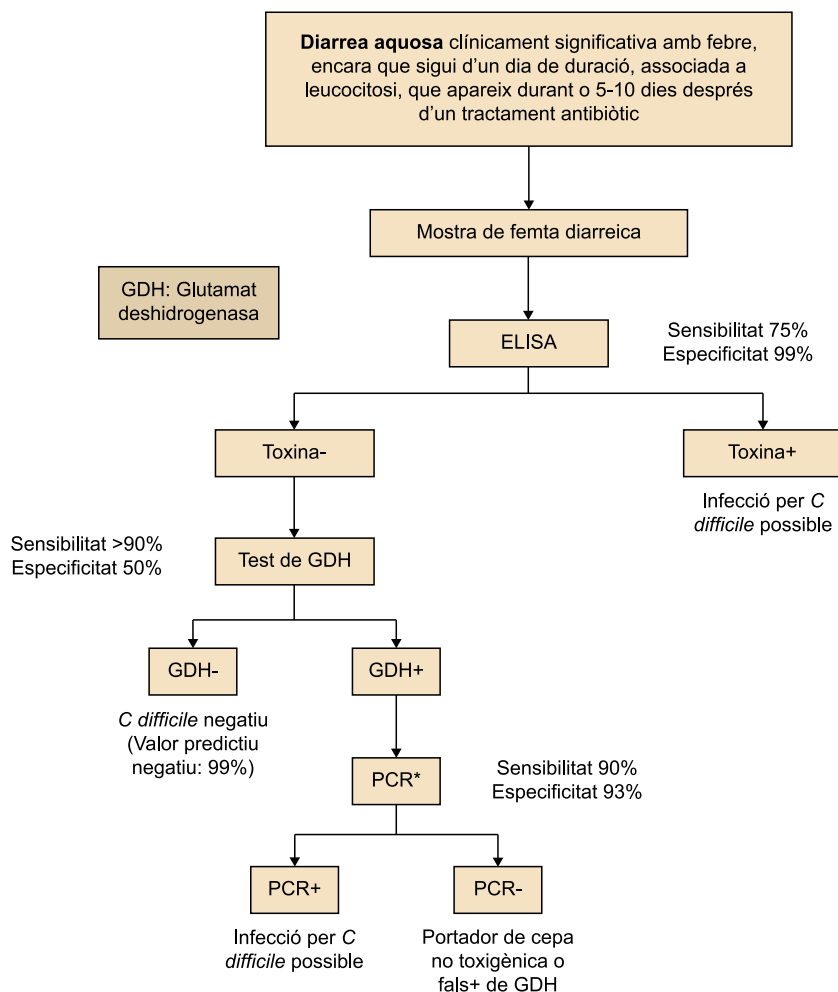 Diarrea aquosa clínicament significativa amb febre,
encara que sigui d'un dia de duració, associada a
leucocitosi, que apareix durant o 5-10 dies després
d'un tractament antibiòtic
Mostra de femta diarreica
GDH: Glutamat
deshidrogenasa
ELISA
Sensibilitat 75%
Especificitat 99%
Toxina-
Toxina+
Infecció per C
difficile possible
Sensibilitat >90%
Especificitat 50%
Test de GDH
GDH-
GDH+
C difficile negatiu
(Valor predictiu
negatiu: 99%)
PCR*
Sensibilitat 90%
Especificitat 93%
PCR+
PCR-
Infecció per C
difficile possible
Portador de cepa
no toxigènica o
fals+ de GDH